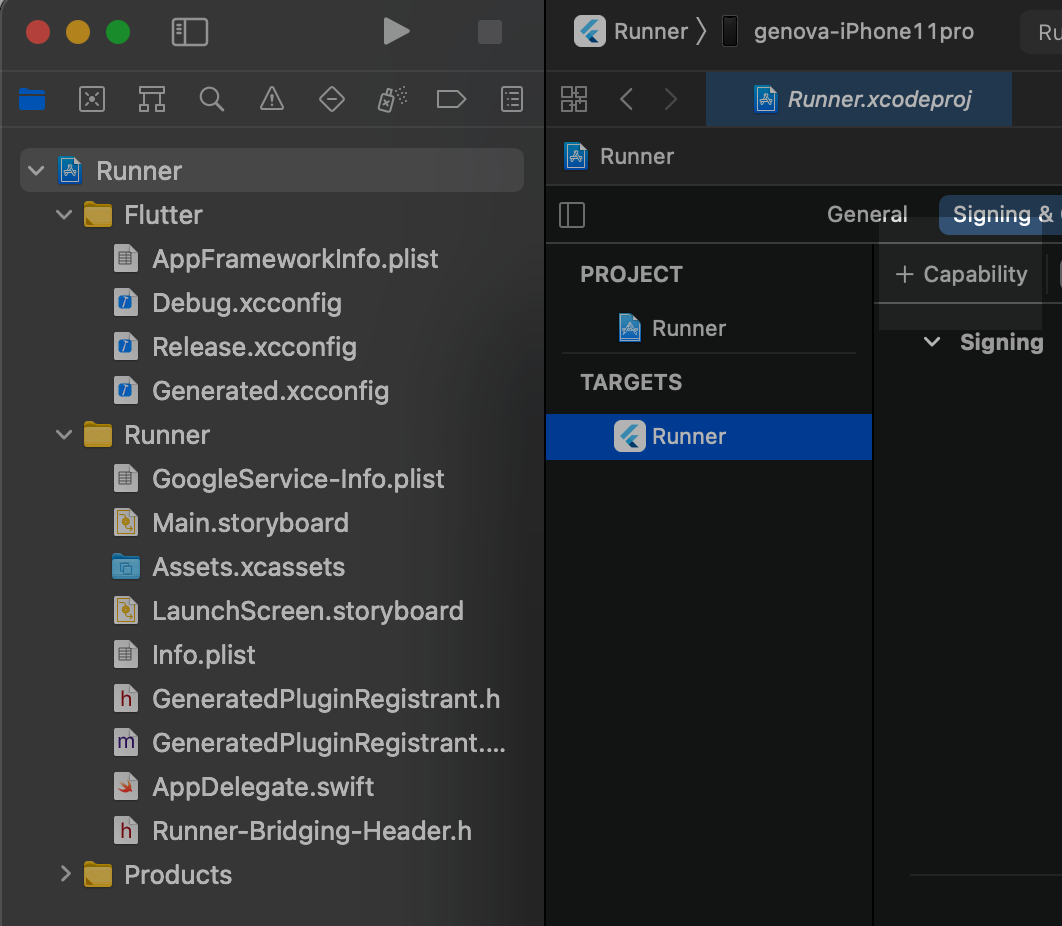 Runner
genova-iPhone11pro
Ru
Runner.xcodeproj
Runner
General
Signing &
PROJECT
Runner
TARGETS
Runner
+ Capability
Signing
Runner
Flutter
AppFrameworkInfo.plist
Debug.xcconfig
Release.xcconfig
Generated.xcconfig
Runner
GoogleService-Info.plist
Main.storyboard
Assets.xcassets
LaunchScreen.storyboard
Info.plist
GeneratedPluginRegistrant.h
GeneratedPluginRegistrant....
AppDelegate.swift
Runner-Bridging-Header.h
Products